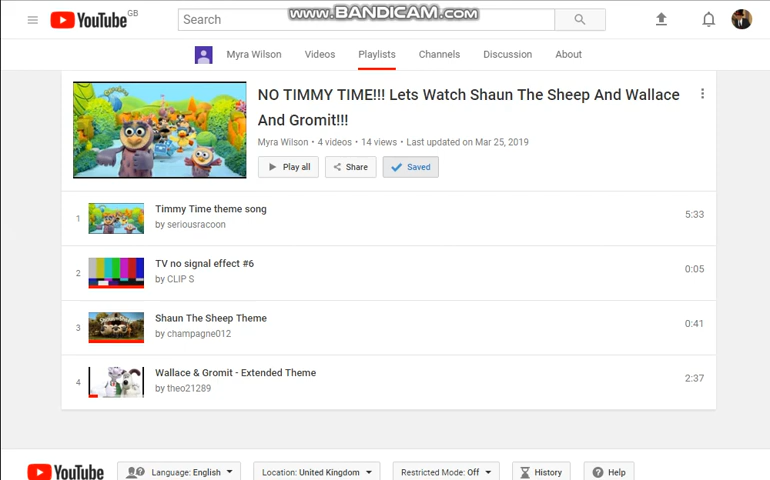 www.BANDICAM.com
YouTube GB
Search
Myra Wilson Videos Playlists Channels Discussion About
NO TIMMY TIME!!! Lets Watch Shaun The Sheep And Wallace
And Gromit!!!
Myra Wilson • 4 videos • 14 views • Last updated on Mar 25, 2019
Play all Share Saved
1 Timmy Time theme song 5:33
by seriousracoon
2 TV no signal effect #6 0:05
by CLIP S
3 Shaun The Sheep Theme 0:41
by champagne012
4 Wallace & Gromit - Extended Theme 2:37
by theo21289
YouTube Language: English Location: United Kingdom Restricted Mode: Off History Help